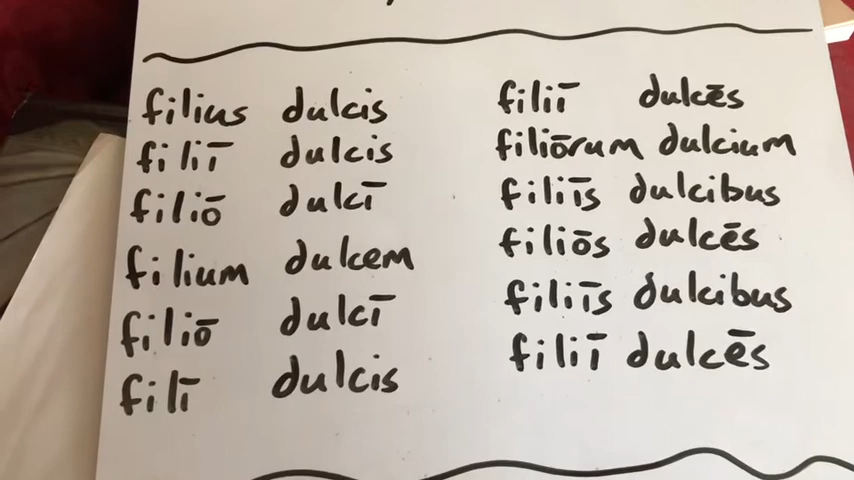 filius dulcis
filiī dulcis
filiō dulcī
filium dulcem
filiō dulcī
filī dulcis
filiī dulcēs
filiōrum dulcium
filiīs dulcibus
filiōs dulcēs
filiīs dulcibus
filiī dulcēs